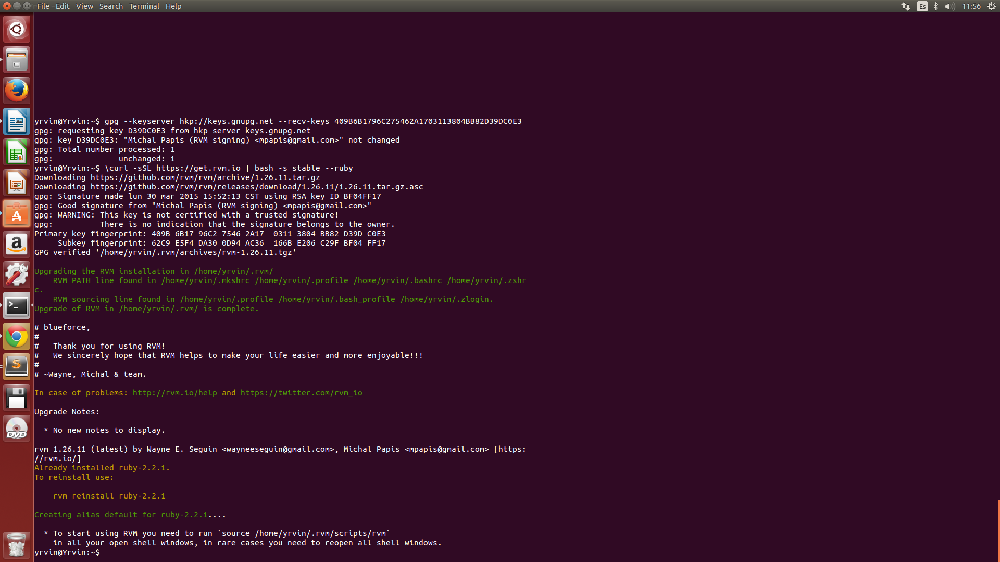 File Edit View Search Terminal Help
Es
11:56
yrvin@Yrvin:~$ gpg --keyserver hkp://keys.gnupg.net --recv-keys 409B6B1796C275462A1703113804BB82D39DC0E3
gpg: requesting key D39DC0E3 from hkp server keys.gnupg.net
gpg: key D39DC0E3: "Michal Papis (RVM signing) <mpapis@gmail.com>" not changed
gpg: Total number processed: 1
gpg:              unchanged: 1
yrvin@Yrvin:~$ \curl -sSL https://get.rvm.io | bash -s stable --ruby
Downloading https://github.com/rvm/rvm/archive/1.26.11.tar.gz
Downloading https://github.com/rvm/rvm/releases/download/1.26.11/1.26.11.tar.gz.asc
gpg: Signature made lun 30 mar 2015 15:52:13 CST using RSA key ID BF04FF17
gpg: Good signature from "Michal Papis (RVM signing) <mpapis@gmail.com>"
gpg: WARNING: This key is not certified with a trusted signature!
gpg:          There is no indication that the signature belongs to the owner.
Primary key fingerprint: 409B 6B17 96C2 7546 2A17  0311 3804 BB82 D39D C0E3
     Subkey fingerprint: 62C9 E5F4 DA30 0D94 AC36  166B E206 C29F BF04 FF17
GPG verified '/home/yrvin/.rvm/archives/rvm-1.26.11.tgz'
Upgrading the RVM installation in /home/yrvin/.rvm/
    RVM PATH line found in /home/yrvin/.mkshrc /home/yrvin/.profile /home/yrvin/.bashrc /home/yrvin/.zshr
c.
    RVM sourcing line found in /home/yrvin/.profile /home/yrvin/.bash_profile /home/yrvin/.zlogin.
Upgrade of RVM in /home/yrvin/.rvm/ is complete.
# blueforce,
#
#   Thank you for using RVM!
#   We sincerely hope that RVM helps to make your life easier and more enjoyable!!!
#
# ~Wayne, Michal & team.
In case of problems: http://rvm.io/help and https://twitter.com/rvm_io
Upgrade Notes:
  * No new notes to display.
rvm 1.26.11 (latest) by Wayne E. Seguin <wayneeseguin@gmail.com>, Michal Papis <mpapis@gmail.com> [https:
//rvm.io/]
Already installed ruby-2.2.1.
To reinstall use:
    rvm reinstall ruby-2.2.1
Creating alias default for ruby-2.2.1....
  * To start using RVM you need to run `source /home/yrvin/.rvm/scripts/rvm`
    in all your open shell windows, in rare cases you need to reopen all shell windows.
yrvin@Yrvin:~$
A
a
>_
S
DVD